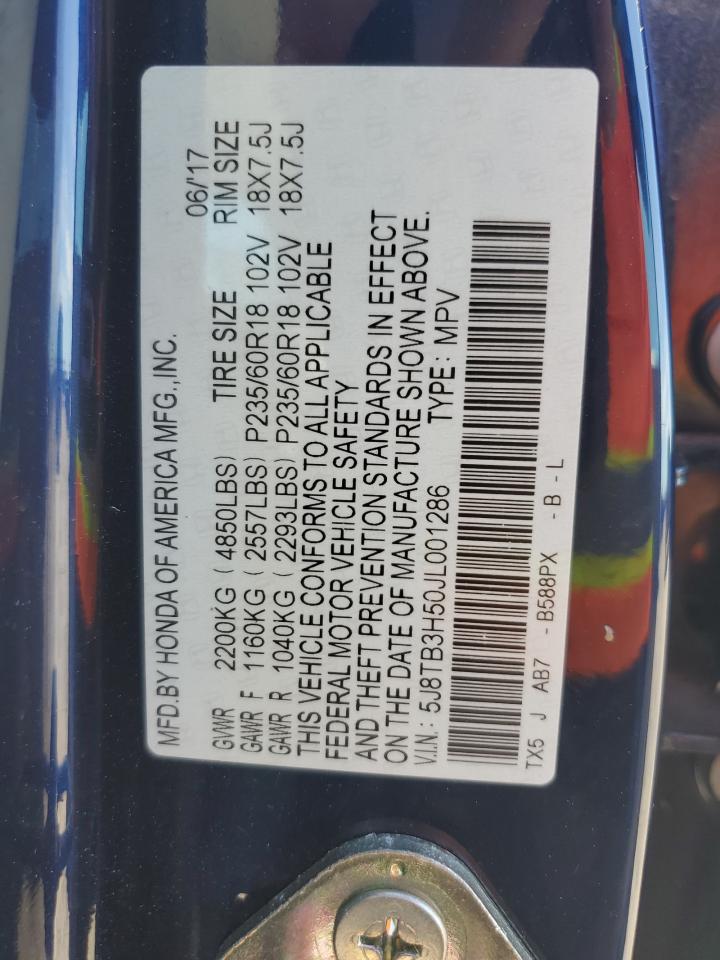 MFD.BY HONDA OF AMERICA MFG.,INC.
06/'17
GVWR 2200KG ( 4850LBS) TIRE SIZE RIM SIZE
GAWR F 1160KG ( 2557LBS) P235/60R18 102V 18X7.5J
GAWR R 1040KG ( 2293LBS) P235/60R18 102V 18X7.5J
THIS VEHICLE CONFORMS TO ALL APPLICABLE
FEDERAL MOTOR VEHICLE SAFETY
AND THEFT PREVENTION STANDARDS IN EFFECT
ON THE DATE OF MANUFACTURE SHOWN ABOVE.
V.I.N.: 5J8TB3H50JL001286 TYPE: MPV
TX5 J AB7 - B588PX - B - L